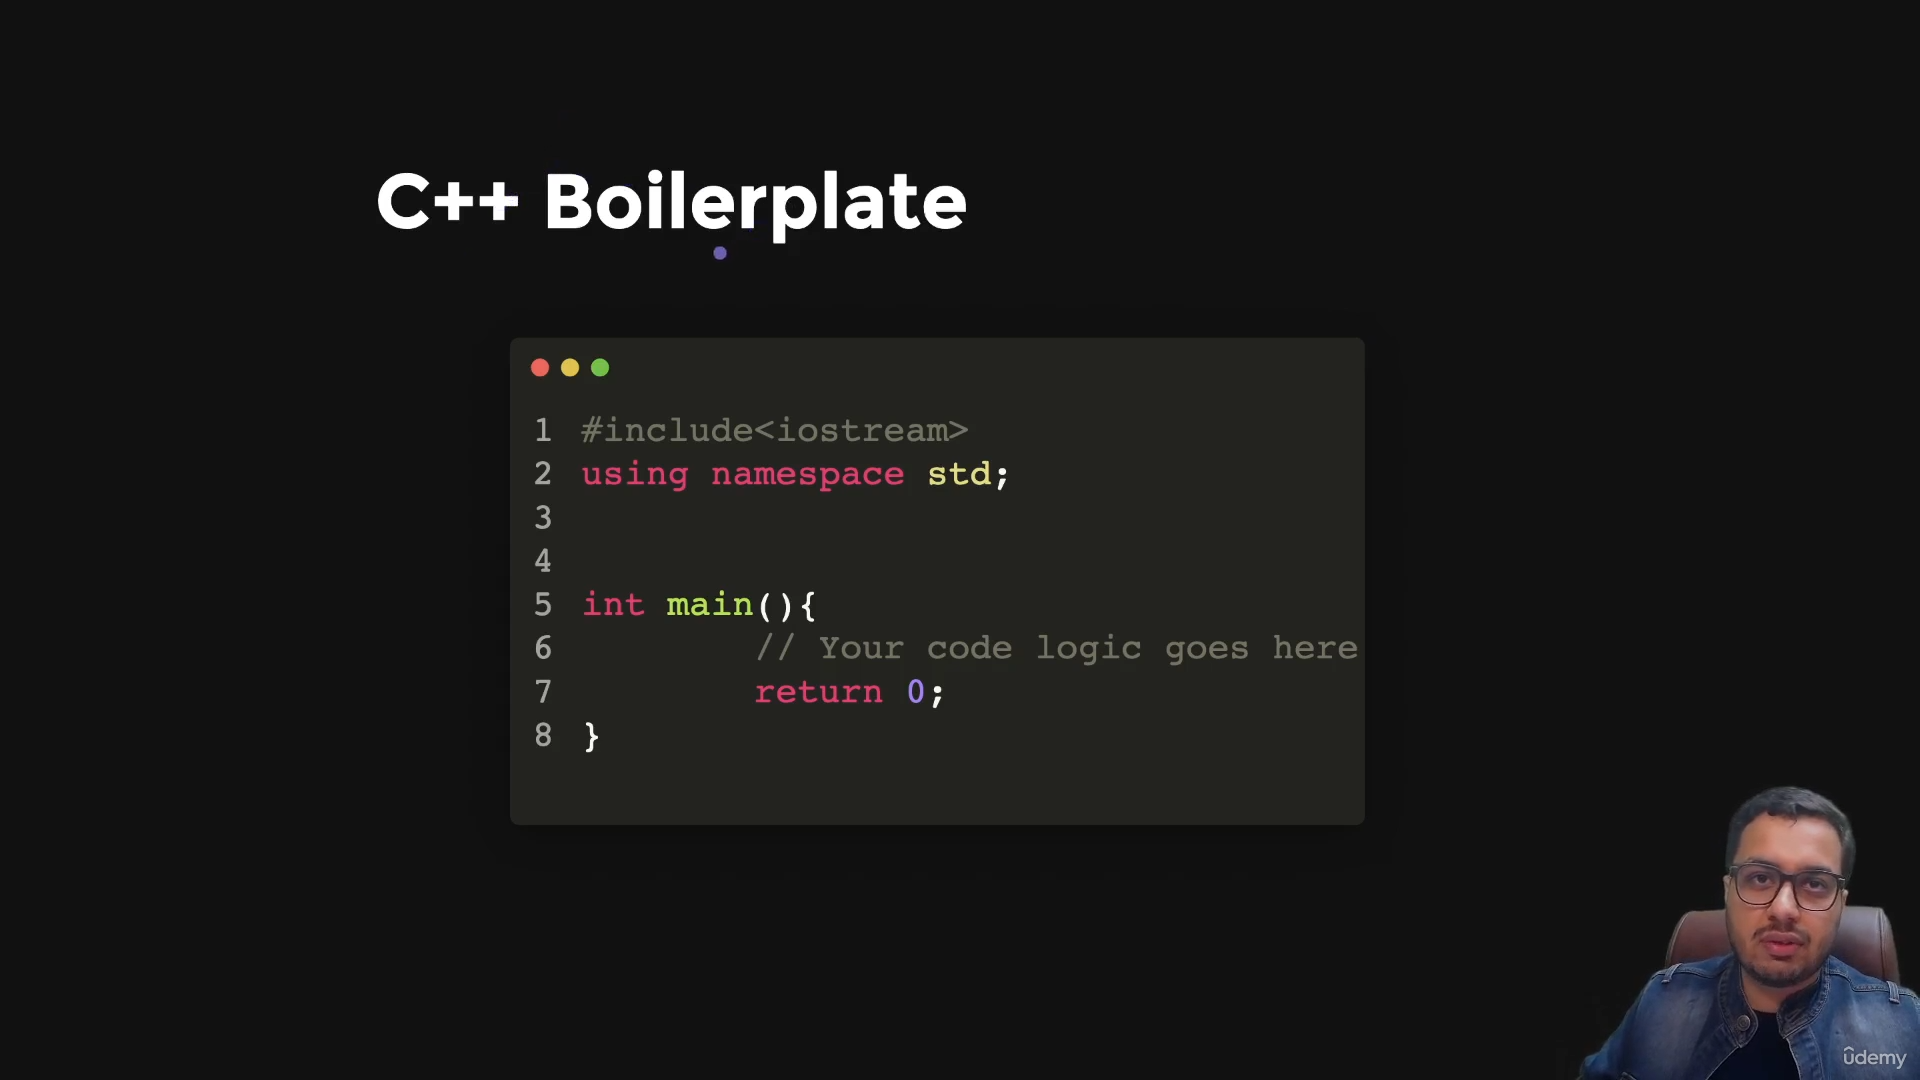 C++ Boilerplate
1 #include<iostream>
2 using namespace std;
3
4
5 int main(){
6 // Your code logic goes here
7 return 0;
8 }
ûdemy